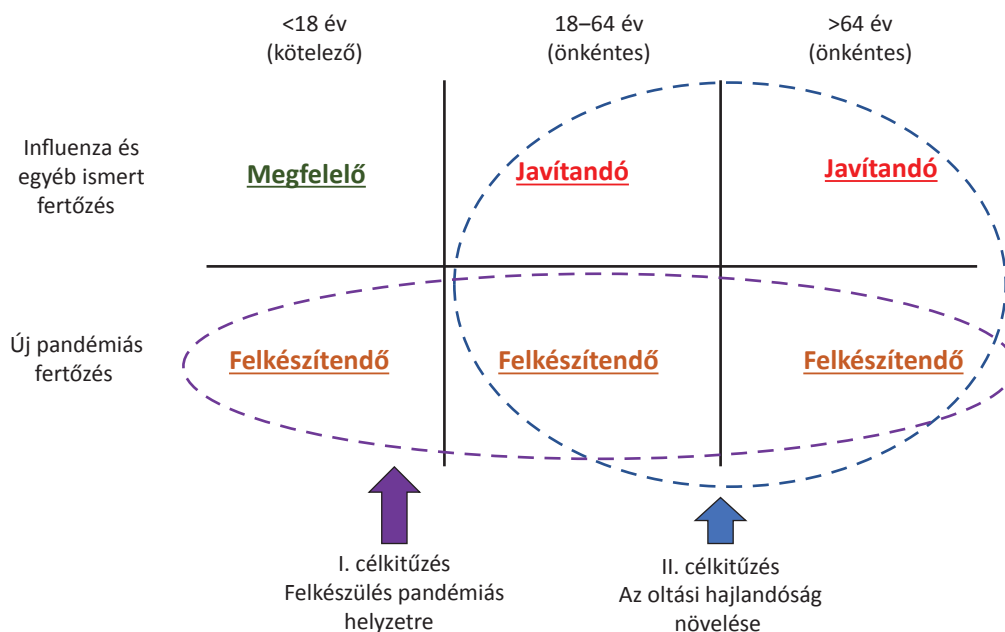 <18 év
(kötelező)
18–64 év
(önkéntes)
>64 év
(önkéntes)
Influenza és
egyéb ismert
fertőzés
Megfelelő
Javítandó
Javítandó
Új pandémiás
fertőzés
Felkészítendő
Felkészítendő
Felkészítendő
I. célkitűzés
Felkészülés pandémiás
helyzetre
II. célkitűzés
Az oltási hajlandóság
növelése